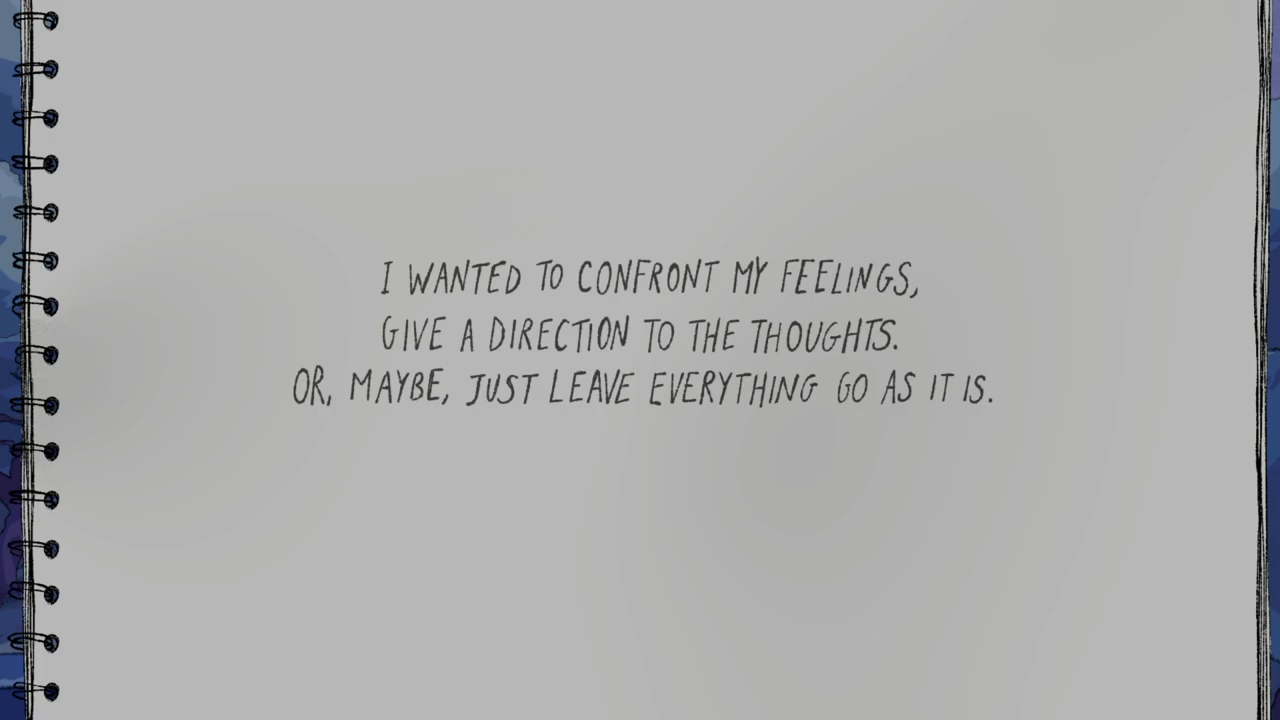 I WANTED TO CONFRONT MY FEELINGS,
GIVE A DIRECTION TO THE THOUGHTS.
OR, MAYBE, JUST LEAVE EVERYTHING GO AS IT IS.